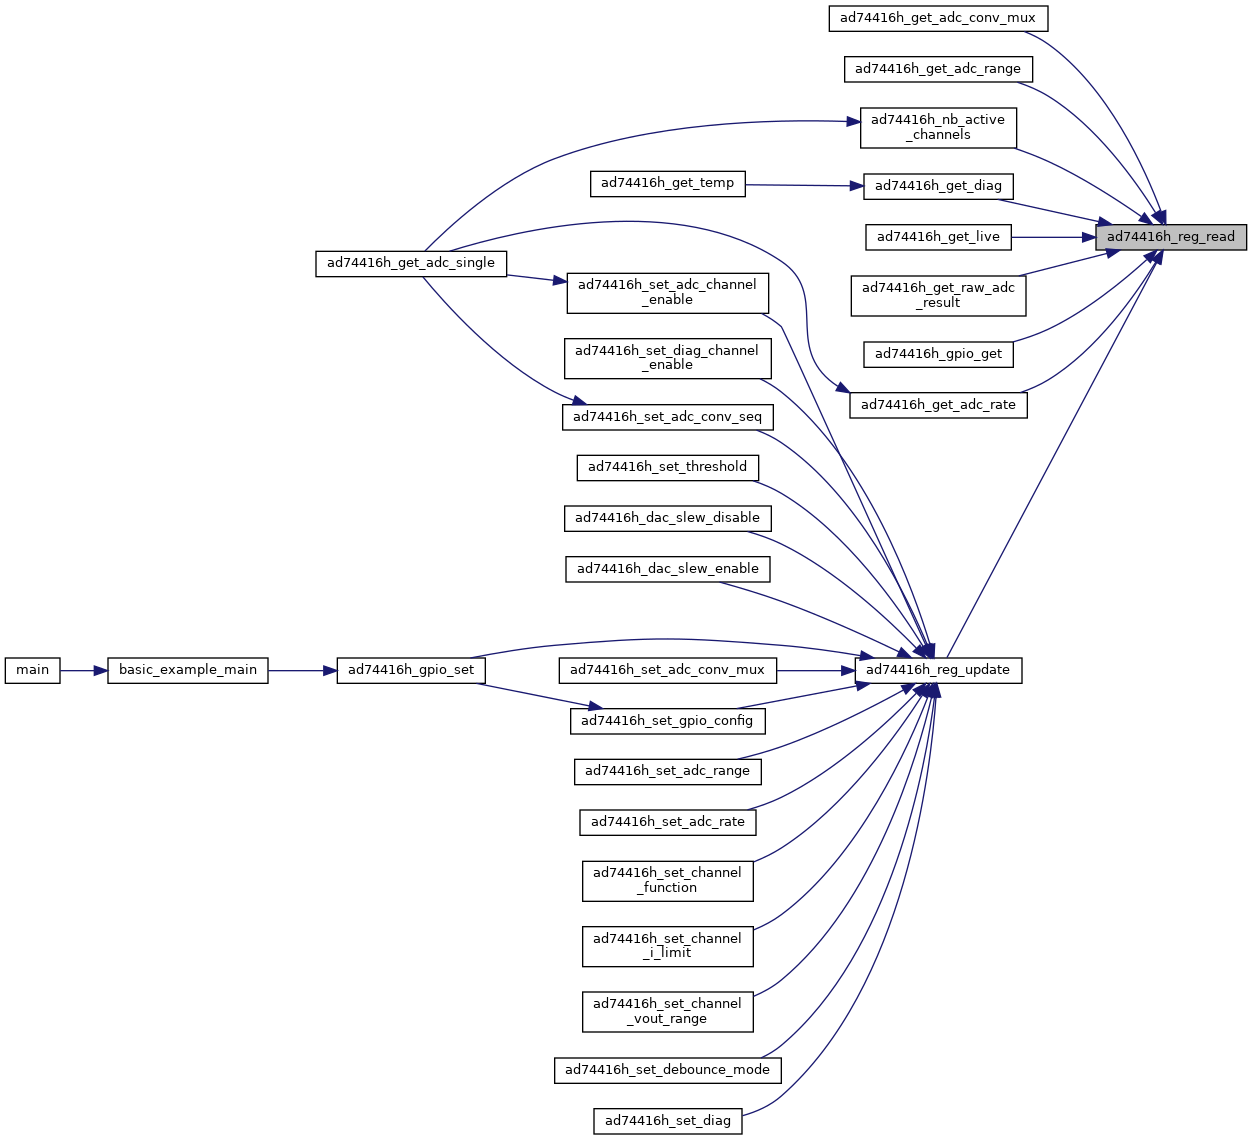 ad74416h_get_adc_conv_mux
ad74416h_get_adc_range
ad74416h_nb_active
_channels
ad74416h_get_temp
ad74416h_get_diag
ad74416h_get_live
ad74416h_reg_read
ad74416h_get_adc_single
ad74416h_set_adc_channel
_enable
ad74416h_get_raw_adc
_result
ad74416h_set_diag_channel
_enable
ad74416h_gpio_get
ad74416h_get_adc_rate
ad74416h_set_adc_conv_seq
ad74416h_set_threshold
ad74416h_dac_slew_disable
ad74416h_dac_slew_enable
main
basic_example_main
ad74416h_gpio_set
ad74416h_set_adc_conv_mux
ad74416h_reg_update
ad74416h_set_gpio_config
ad74416h_set_adc_range
ad74416h_set_adc_rate
ad74416h_set_channel
_function
ad74416h_set_channel
_i_limit
ad74416h_set_channel
_vout_range
ad74416h_set_debounce_mode
ad74416h_set_diag